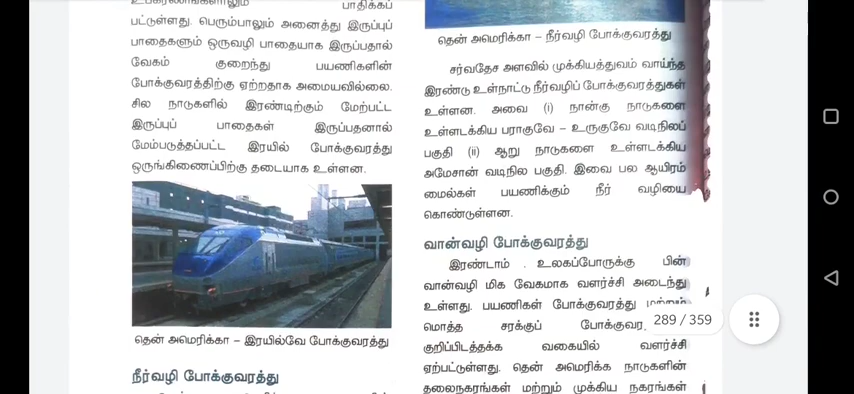 உபகரணங்களாலும் பாதிக்கப்
பட்டுள்ளது. பெரும்பாலும் அனைத்து இருப்புப்
பாதைகளும் ஒருவழி பாதையாக இருப்பதால்
வேகம் குறைந்து பயணிகளின்
போக்குவரத்திற்கு ஏற்றதாக அமையவில்லை.
சில நாடுகளில் இரண்டிற்கும் மேற்பட்ட
இருப்புப் பாதைகள் இருப்பதனால்
மேம்படுத்தப்பட்ட இரயில் போக்குவரத்து
ஒருங்கிணைப்பிற்கு தடையாக உள்ளன.
தென் அமெரிக்கா – இரயில்வே போக்குவரத்து
நீர்வழி போக்குவரத்து
தென் அமெரிக்கா – நீர்வழி போக்குவரத்து
சர்வதேச அளவில் முக்கியத்துவம் வாய்ந்த
இரண்டு உள்நாட்டு நீர்வழிப் போக்குவரத்துகள்
உள்ளன. அவை (i) நான்கு நாடுகளை
உள்ளடக்கிய பராகுவே – உருகுவே வடிநிலப்
பகுதி (ii) ஆறு நாடுகளை உள்ளடக்கிய
அமேசான் வடிநில பகுதி. இவை பல ஆயிரம்
மைல்கள் பயணிக்கும் நீர் வழியை
கொண்டுள்ளன.
வான்வழி போக்குவரத்து
இரண்டாம் உலகப்போருக்கு பின்
வான்வழி மிக வேகமாக வளர்ச்சி அடைந்து
உள்ளது. பயணிகள் போக்குவரத்து மற்றும்
மொத்த சரக்குப் போக்குவர
குறிப்பிடத்தக்க வகையில் வளர்ச்சி
ஏற்பட்டுள்ளது. தென் அமெரிக்க நாடுகளின்
தலைநகரங்கள் மற்றும் முக்கிய நகரங்கள்
289 / 359